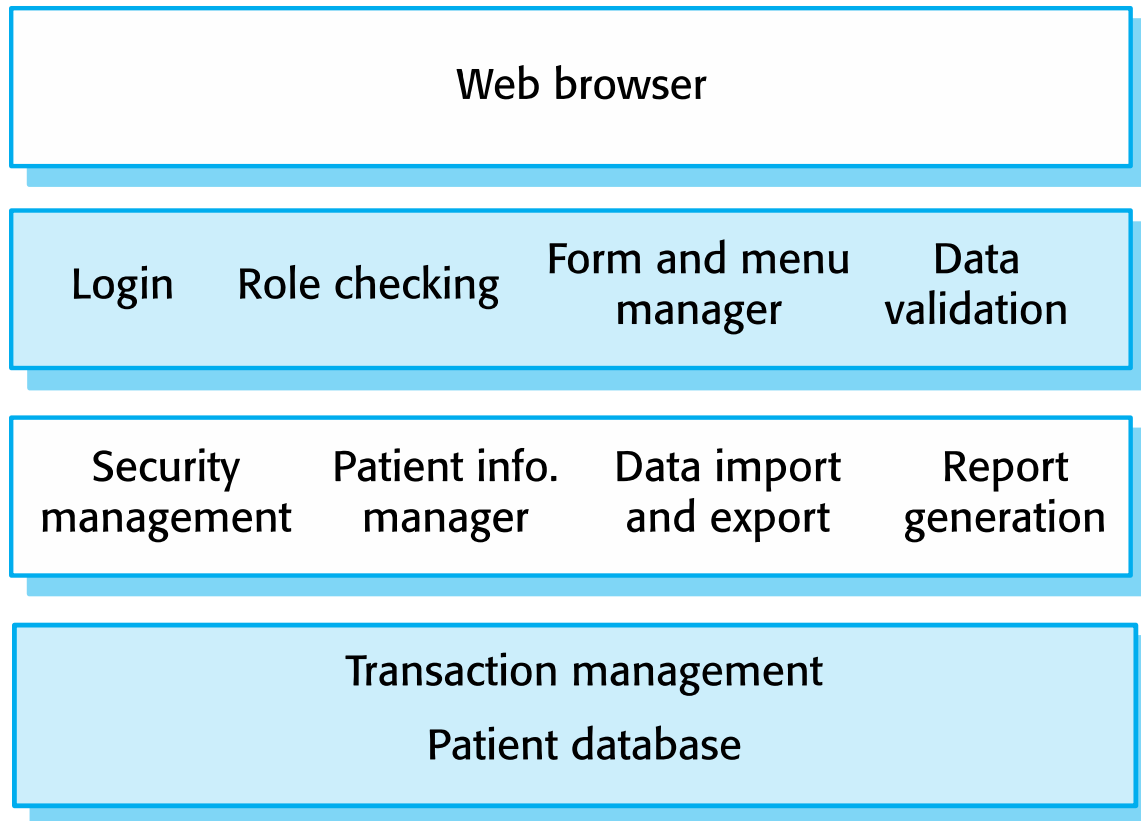 Web browser
Login Role checking Form and menu manager Data validation
Security management Patient info. manager Data import and export Report generation
Transaction management
Patient database